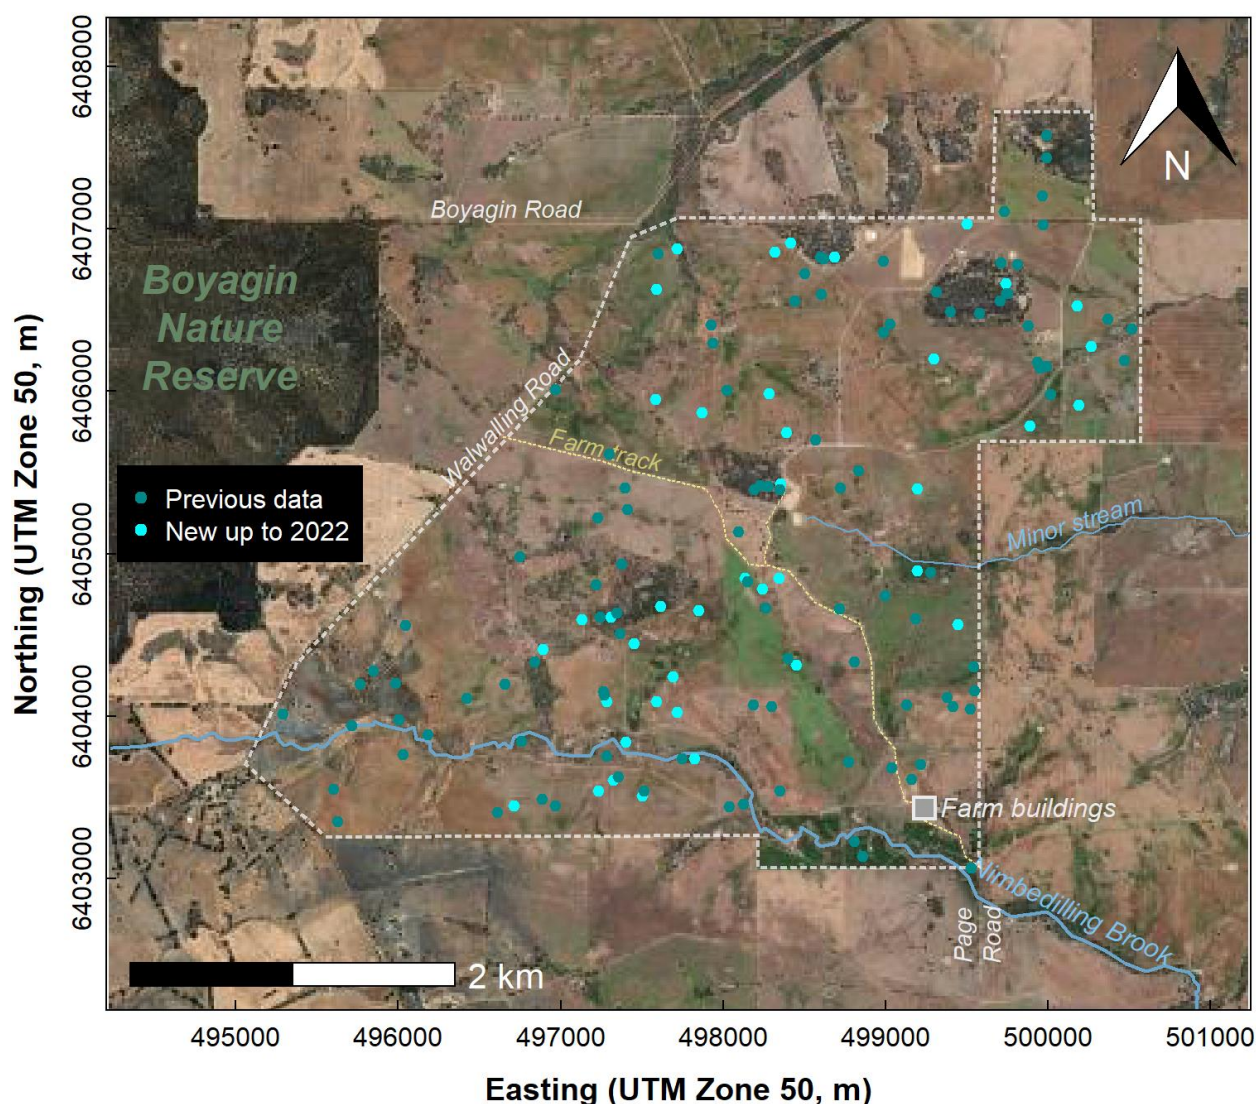 6408000
6407000
6406000
6405000
6404000
6403000
Northing (UTM Zone 50, m)
N
Boyagin Road
Boyagin
Nature
Reserve
Walwalling Road
Farm track
Previous data
New up to 2022
Minor stream
Farm buildings
Nimbedilling Brook
Page
Road
2 km
495000
496000
497000
498000
499000
500000
501000
Easting (UTM Zone 50, m)